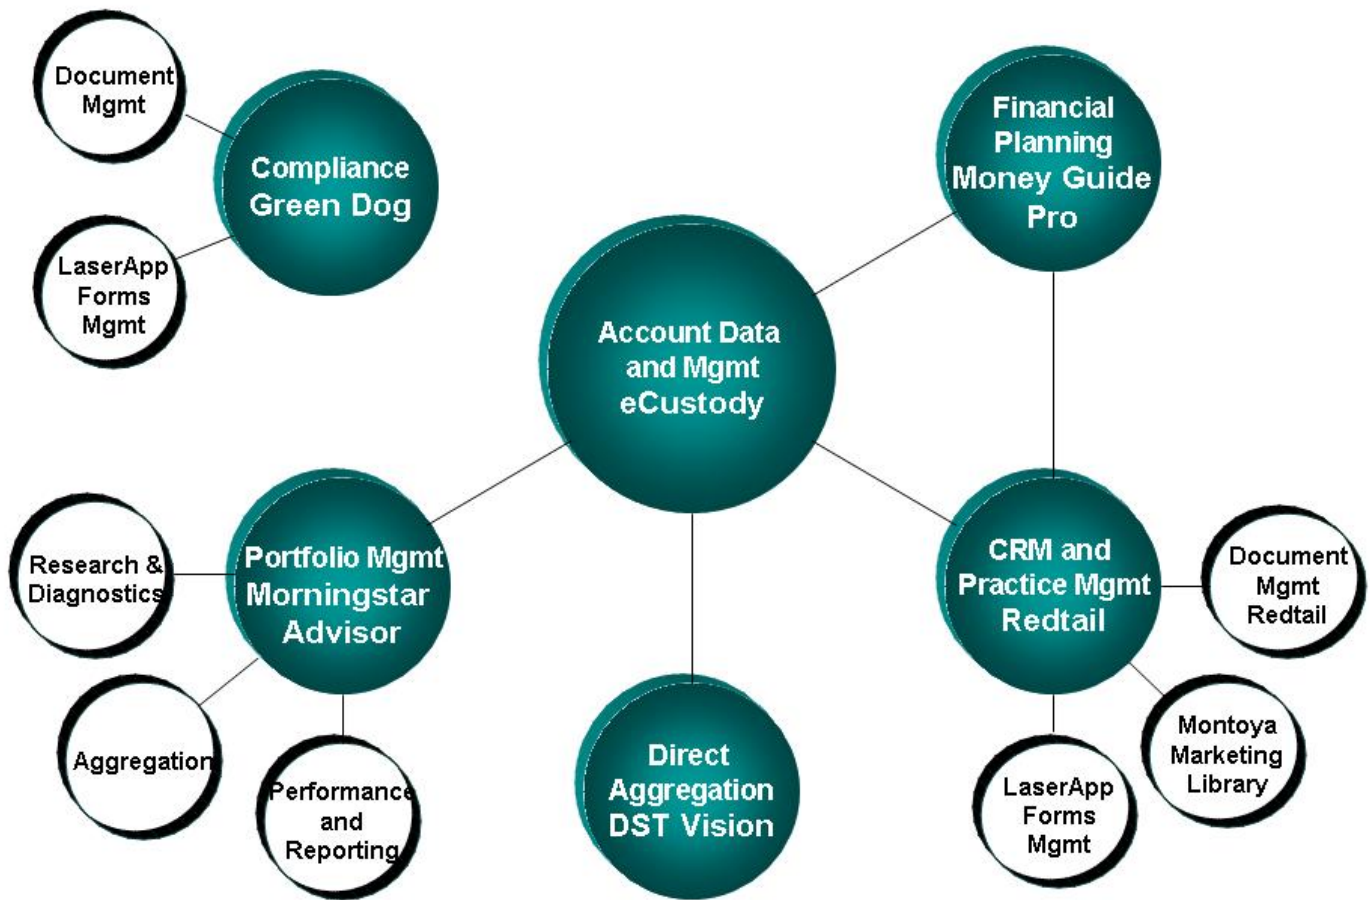 Document
Mgmt
Compliance
Green Dog
LaserApp
Forms
Mgmt
Financial
Planning
Money Guide
Pro
Account Data
and Mgmt
eCustody
Research &
Diagnostics
Portfolio Mgmt
Morningstar
Advisor
Aggregation
Performance
and
Reporting
Direct
Aggregation
DST Vision
CRM and
Practice Mgmt
Redtail
Document
Mgmt
Redtail
Montoya
Marketing
Library
LaserApp
Forms
Mgmt